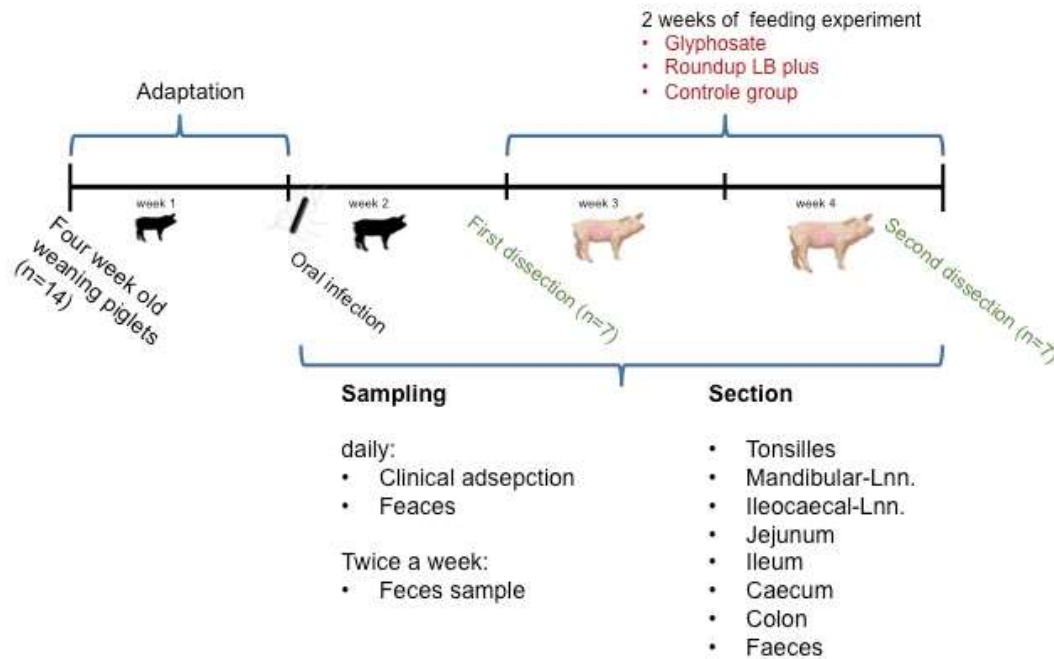 2 weeks of feeding experiment
• Glyphosate
• Roundup LB plus
• Controle group
Adaptation
week 1
week 2
week 3
week 4
Four week old
weaning piglets
(n=14)
Oral infection
First dissection (n=7)
Second dissection (n=7)
Sampling
daily:
• Clinical adsepction
• Feaces
Twice a week:
• Feces sample
Section
• Tonsilles
• Mandibular-Lnn.
• Ileocaecal-Lnn.
• Jejunum
• Ileum
• Caecum
• Colon
• Faeces